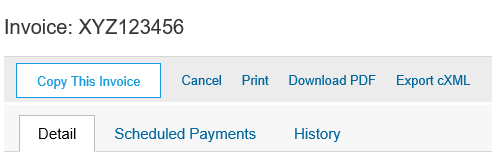 Invoice: XYZ123456
Copy This Invoice Cancel Print Download PDF Export cXML
Detail Scheduled Payments History